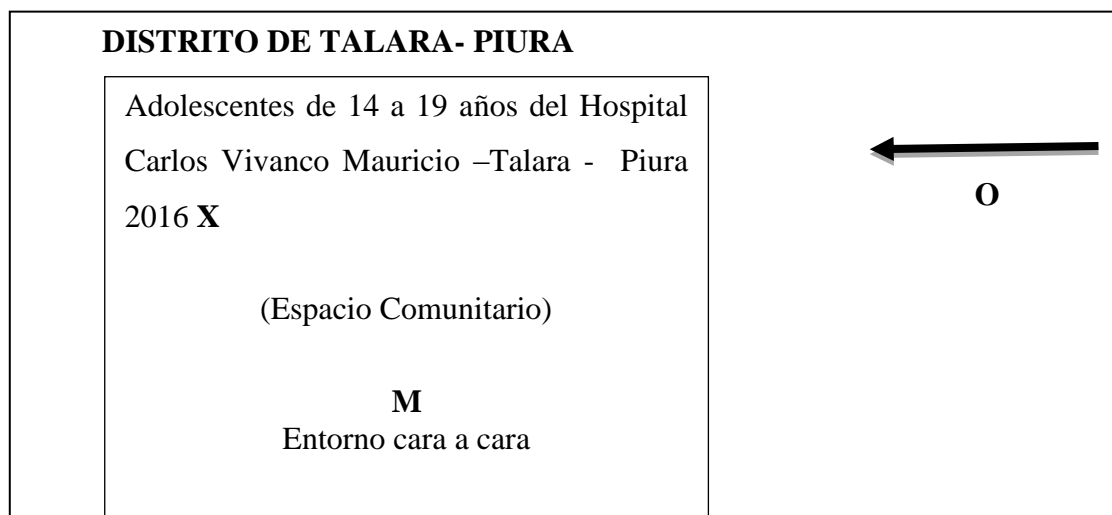 DISTRITO DE TALARA- PIURA
Adolescentes de 14 a 19 años del Hospital
Carlos Vivanco Mauricio –Talara - Piura
2016 X
O
(Espacio Comunitario)
M
Entorno cara a cara